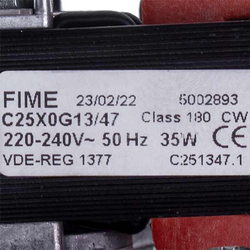 FIME 23/02/22 5002893
C25X0G13/47 Class 180 CW
220-240V~ 50 Hz 35W
VDE-REG 1377 C251347.1